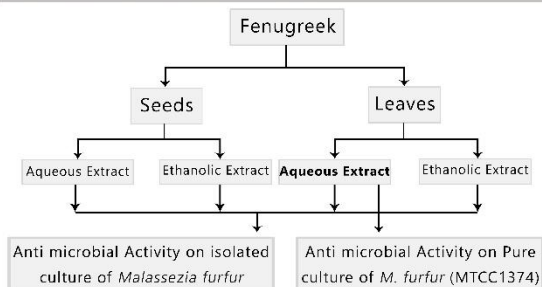 Fenugreek
Seeds
Leaves
Aqueous Extract
Ethanolic Extract
Aqueous Extract
Ethanolic Extract
Anti microbial Activity on isolated
culture of Malassezia furfur
Anti microbial Activity on Pure
culture of M. furfur (MTCC1374)